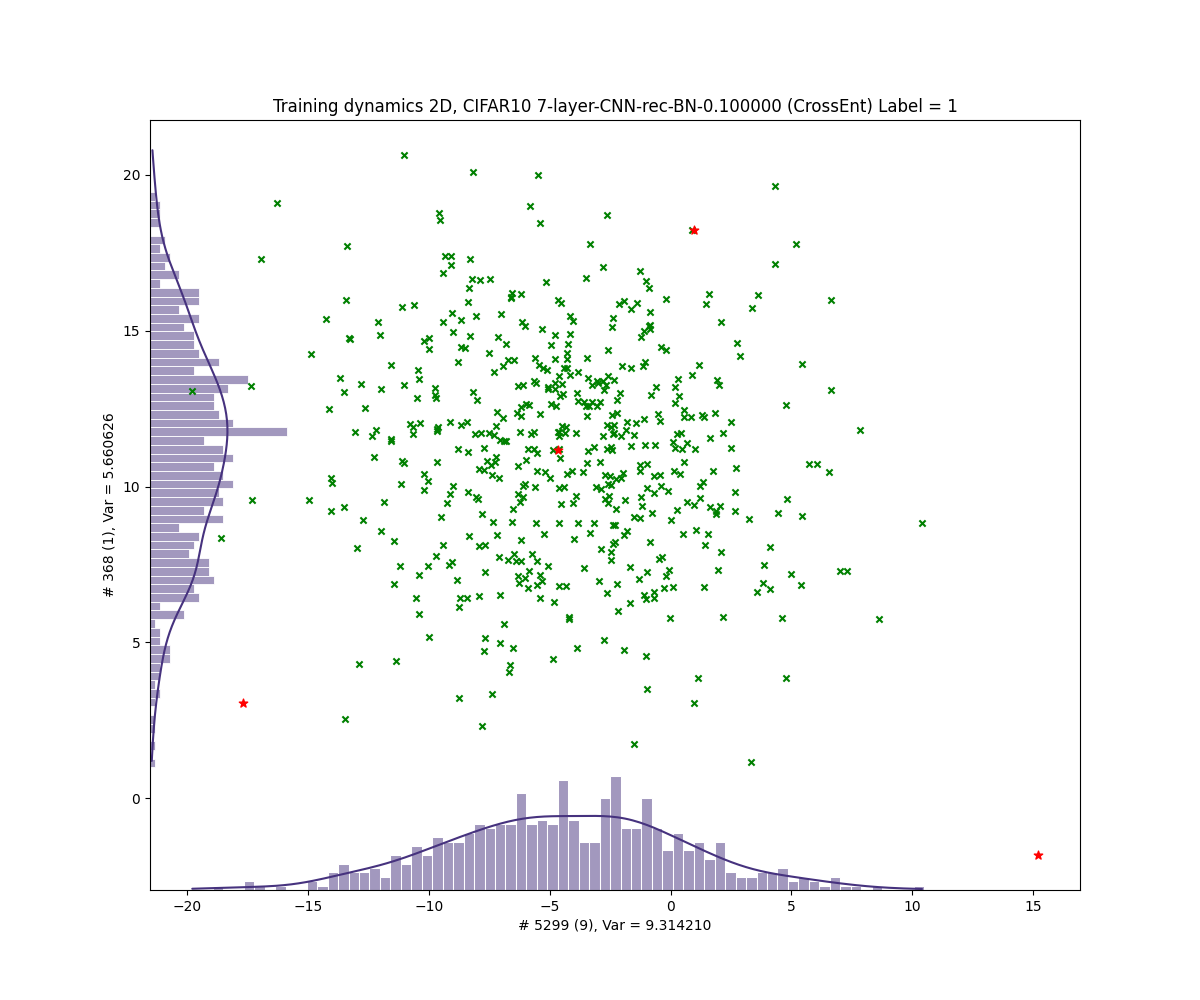 Training dynamics 2D, CIFAR10 7-layer-CNN-rec-BN-0.100000 (CrossEnt) Label = 1
20
15
10
5
0
# 368 (1), Var = 5.660626
−20 −15 −10 −5 0 5 10 15
# 5299 (9), Var = 9.314210